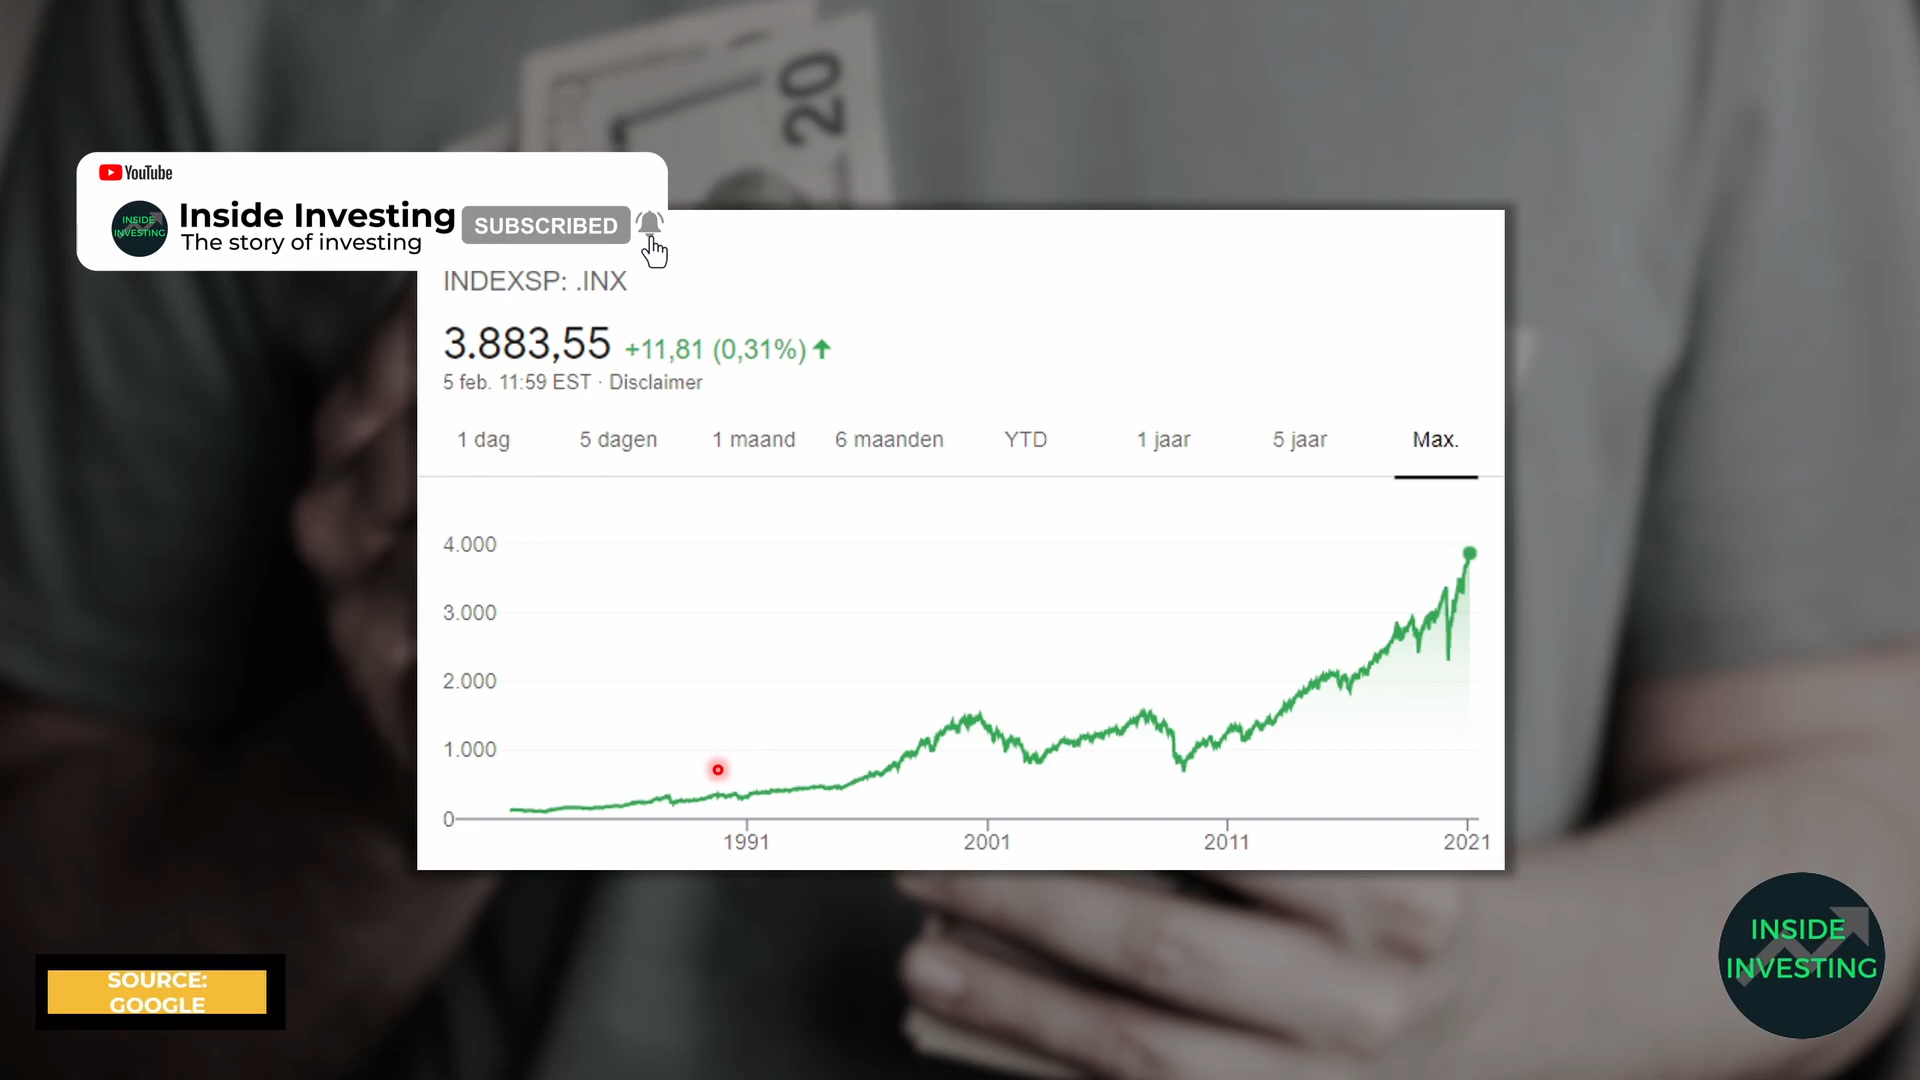 20
YouTube
INSIDE
INVESTING
Inside Investing
The story of investing
SUBSCRIBED
INDEXSP: .INX
3.883,55 +11,81 (0,31%)
5 feb. 11:59 EST · Disclaimer
1 dag 5 dagen 1 maand 6 maanden YTD 1 jaar 5 jaar Max.
4.000
3.000
2.000
1.000
0
1991 2001 2011 2021
SOURCE:
GOOGLE
INSIDE
INVESTING